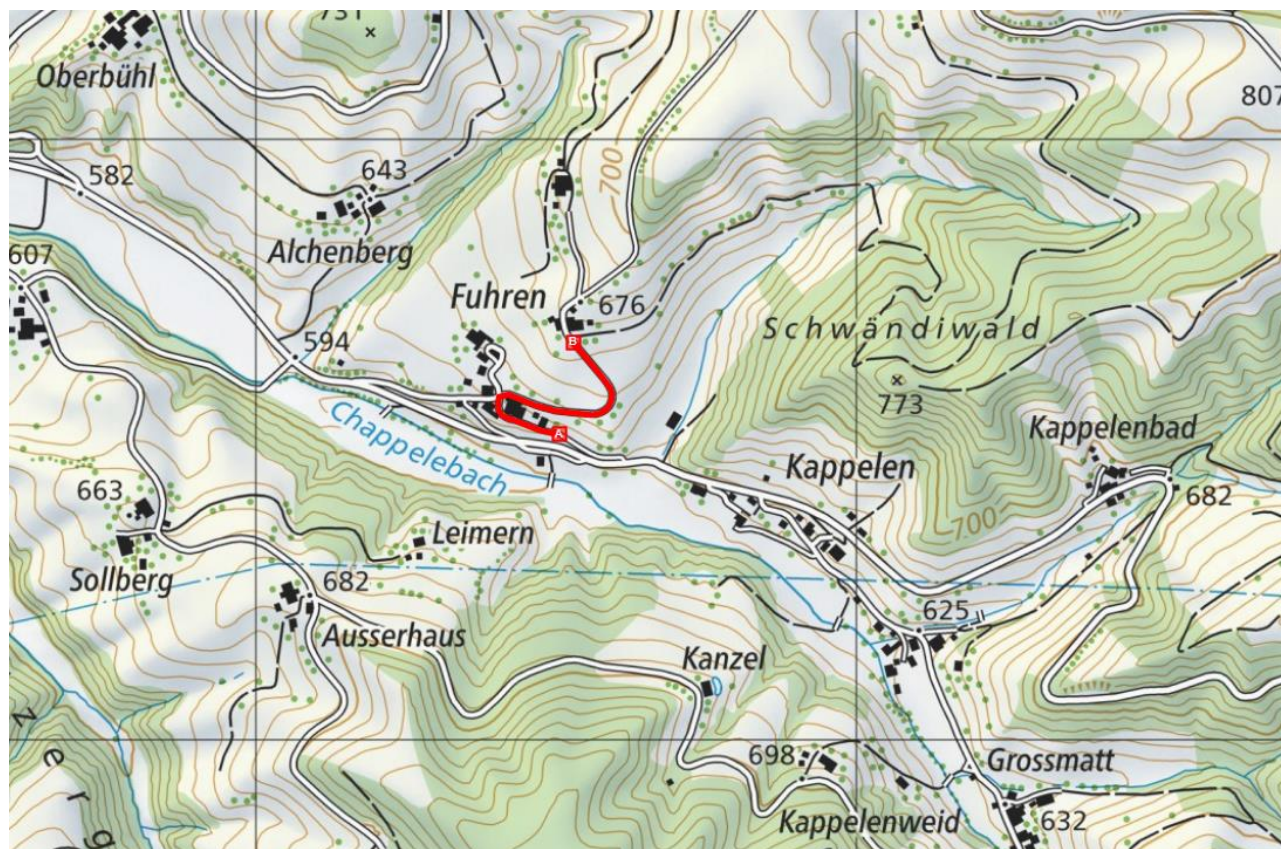 731
Oberbühl
807
643
582
700
Alchenberg
607
Fuhren
676
Schwändiwald
B
594
773
Chappelebach
A
Kappelenbad
Kappelen
663
682
700
Leimern
Sollberg
682
625
Ausserhaus
Kanzel
z
e
r
g
698
Grossmatt
Kappelenweid
632